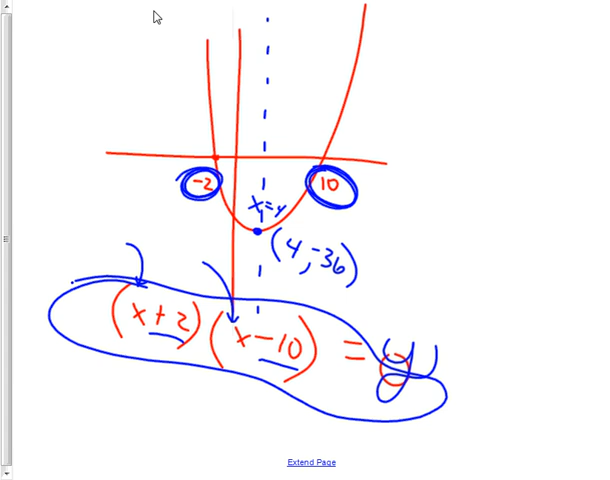 -2
10
x=4
(4,-36)
(x+2)(x-10) = y
Extend Page